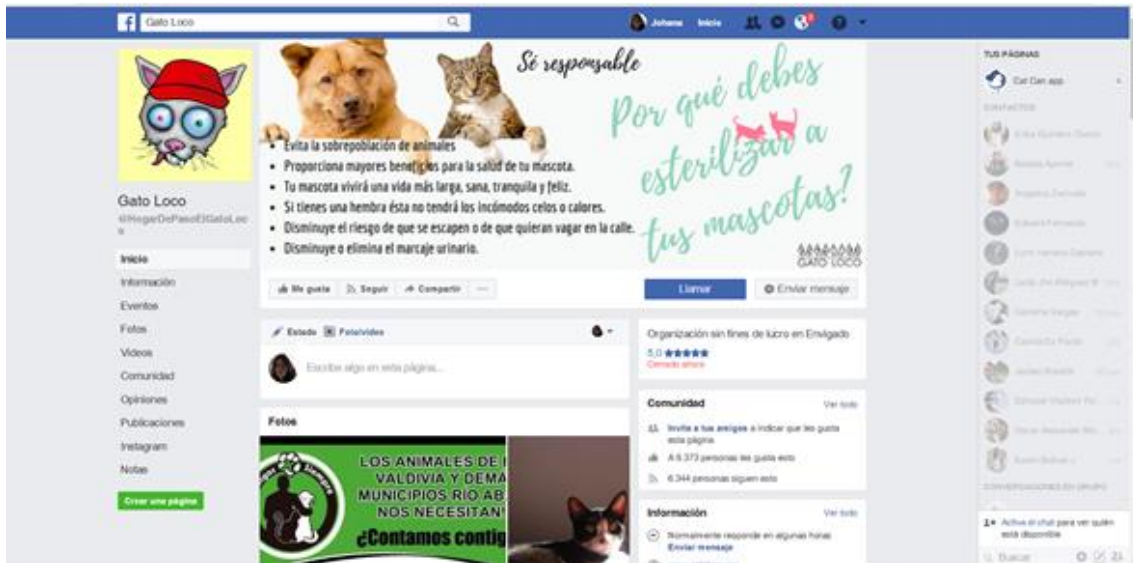 Gato Loco
Johana Inicio
Sé responsable
Por qué debes
esterilizar a
tus mascotas?
• Evita la sobrepoblación de animales
• Proporciona mayores beneficios para la salud de tu mascota.
• Tu mascota vivirá una vida más larga, sana, tranquila y feliz.
• Si tienes una hembra ésta no tendrá los incómodos celos o calores.
• Disminuye el riesgo de que se escapen o de que quieran vagar en la calle.
• Disminuye o elimina el marcaje urinario.
GATO LOCO
Gato Loco
@HogarDePasoElGatoLoc
o
Inicio
Información
Eventos
Fotos
Videos
Comunidad
Opiniones
Publicaciones
Instagram
Notas
Crear una página
Me gusta Seguir Compartir
Llamar Enviar mensaje
Estado Foto/video
Escribe algo en esta página...
Fotos
LOS ANIMALES DE
VALDIVIA Y DEMÁ
MUNICIPIOS RIO AB
NOS NECESITAN
¿Contamos contig
Siempre
Organización sin fines de lucro en Envigado
5,0 ★★★★★
Cerrado ahora
Comunidad Ver todo
Invita a tus amigos a indicar que les gusta
esta página
A 6.373 personas les gusta esto
6.344 personas siguen esto
Información Ver todo
Normalmente responde en algunas horas
Enviar mensaje
TUS PÁGINAS
Cat Can app
CONTACTOS
CONVERSACIONES EN GRUPO
Activa el chat para ver quién
está disponible
Buscar